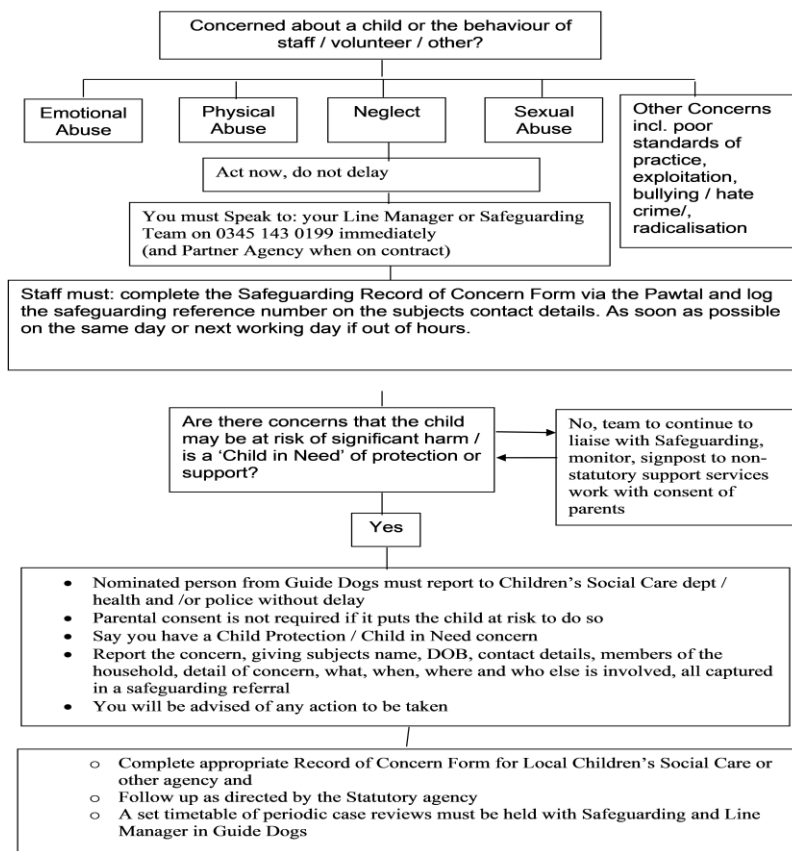 Concerned about a child or the behaviour of
staff / volunteer / other?
Emotional
Abuse
Physical
Abuse
Neglect
Sexual
Abuse
Other Concerns
incl. poor
standards of
practice,
exploitation,
bullying / hate
crime/,
radicalisation
Act now, do not delay
You must Speak to: your Line Manager or Safeguarding
Team on 0345 143 0199 immediately
(and Partner Agency when on contract)
Staff must: complete the Safeguarding Record of Concern Form via the Pawtal and log
the safeguarding reference number on the subjects contact details. As soon as possible
on the same day or next working day if out of hours.
Are there concerns that the child
may be at risk of significant harm /
is a ‘Child in Need’ of protection or
support?
No, team to continue to
liaise with Safeguarding,
monitor, signpost to non-
statutory support services
work with consent of
parents
Yes
• Nominated person from Guide Dogs must report to Children’s Social Care dept /
health and /or police without delay
• Parental consent is not required if it puts the child at risk to do so
• Say you have a Child Protection / Child in Need concern
• Report the concern, giving subjects name, DOB, contact details, members of the
household, detail of concern, what, when, where and who else is involved, all captured
in a safeguarding referral
• You will be advised of any action to be taken
o Complete appropriate Record of Concern Form for Local Children’s Social Care or
other agency and
o Follow up as directed by the Statutory agency
o A set timetable of periodic case reviews must be held with Safeguarding and Line
Manager in Guide Dogs